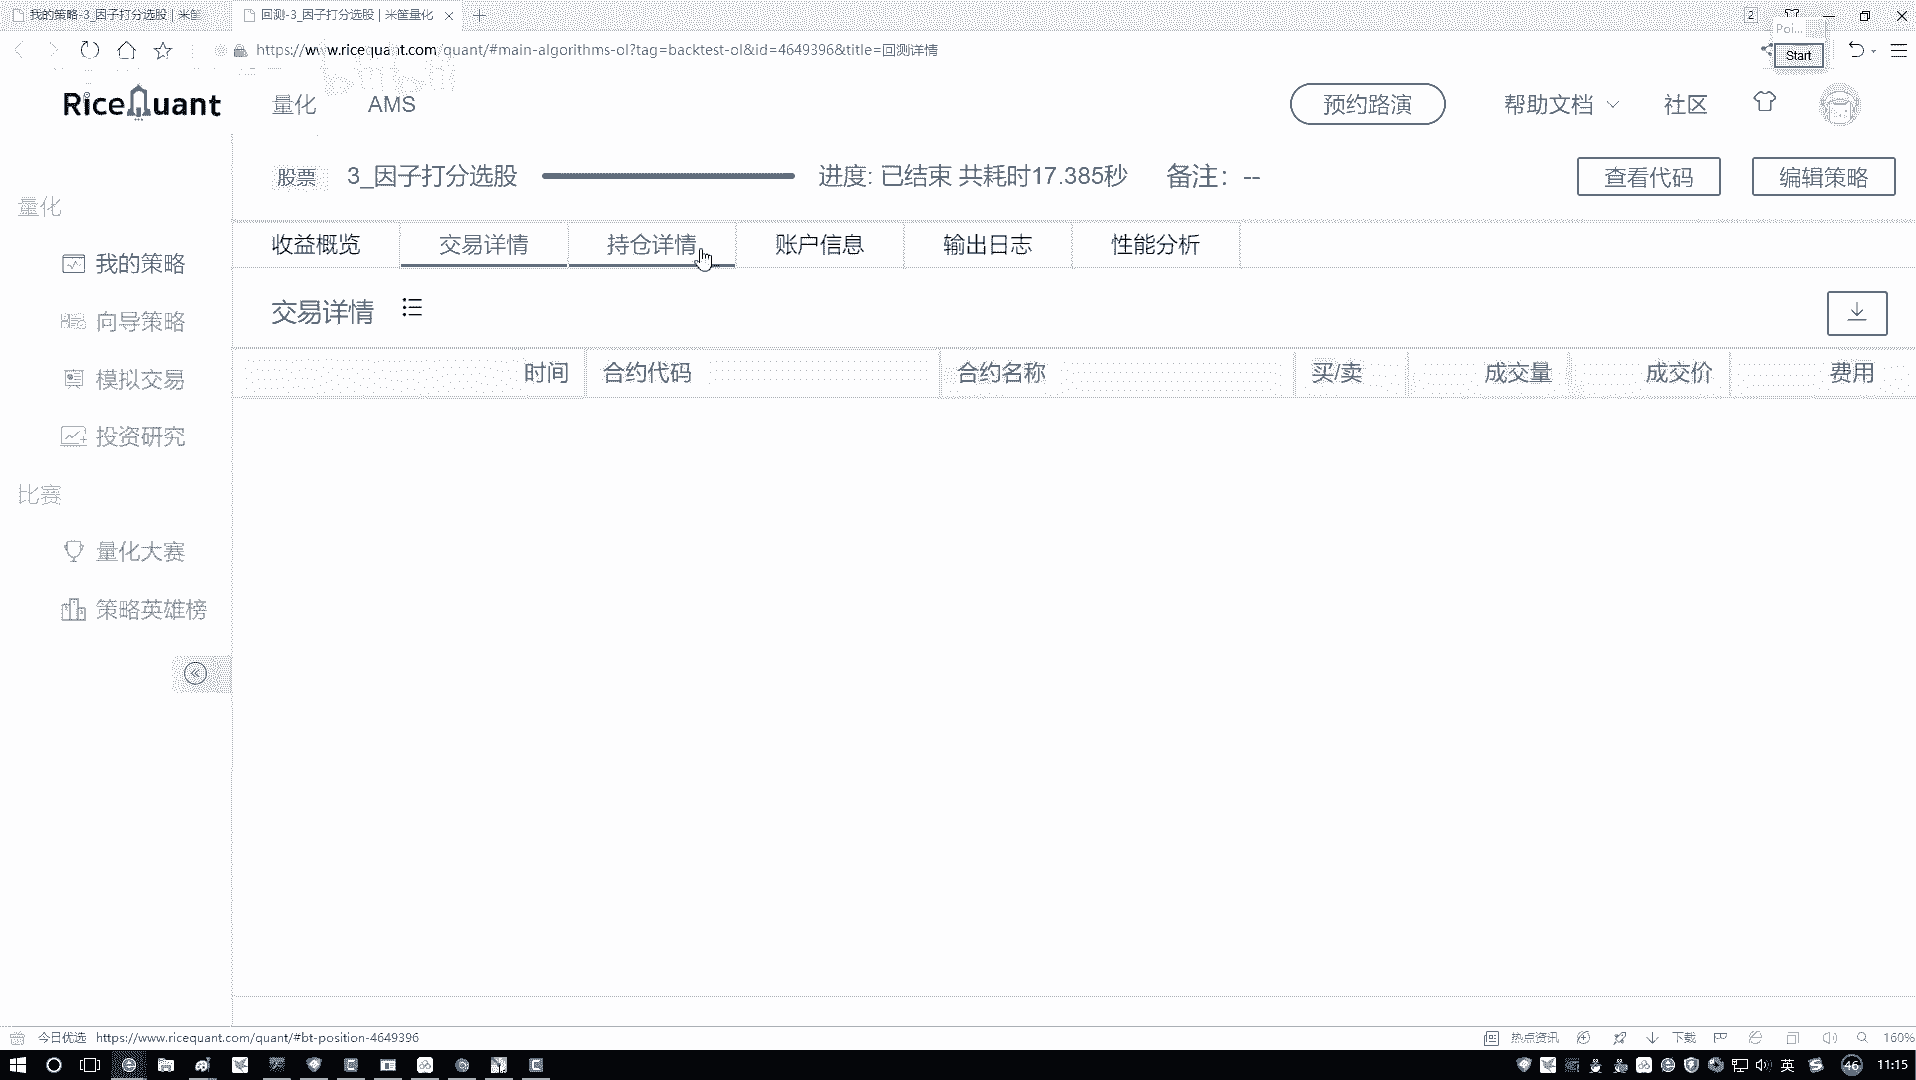 我的策略-3_因子打分选股 | 米筐
回测-3_因子打分选股 | 米筐量化
2
https://www.ricequant.com/quant/#main-algorithms-ol?tag=backtest-ol&id=4649396&title=回测详情
Poi...
Start
bilibili
RiceQuant
量化
AMS
预约路演
帮助文档
社区
股票
3_因子打分选股
进度: 已结束 共耗时17.385秒
备注: --
查看代码
编辑策略
量化
我的策略
向导策略
模拟交易
投资研究
比赛
量化大赛
策略英雄榜
收益概览
交易详情
持仓详情
账户信息
输出日志
性能分析
交易详情
时间
合约代码
合约名称
买/卖
成交量
成交价
费用
今日优选
https://www.ricequant.com/quant/#bt-position-4649396
热点资讯
下载
160%
英
46
11:15